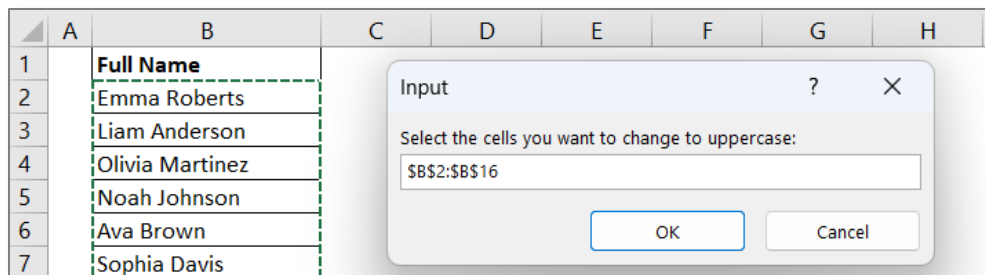 A B C D E F G H
1 Full Name
2 Emma Roberts
3 Liam Anderson
4 Olivia Martinez
5 Noah Johnson
6 Ava Brown
7 Sophia Davis
Input ?
Select the cells you want to change to uppercase:
$B$2:$B$16
OK Cancel